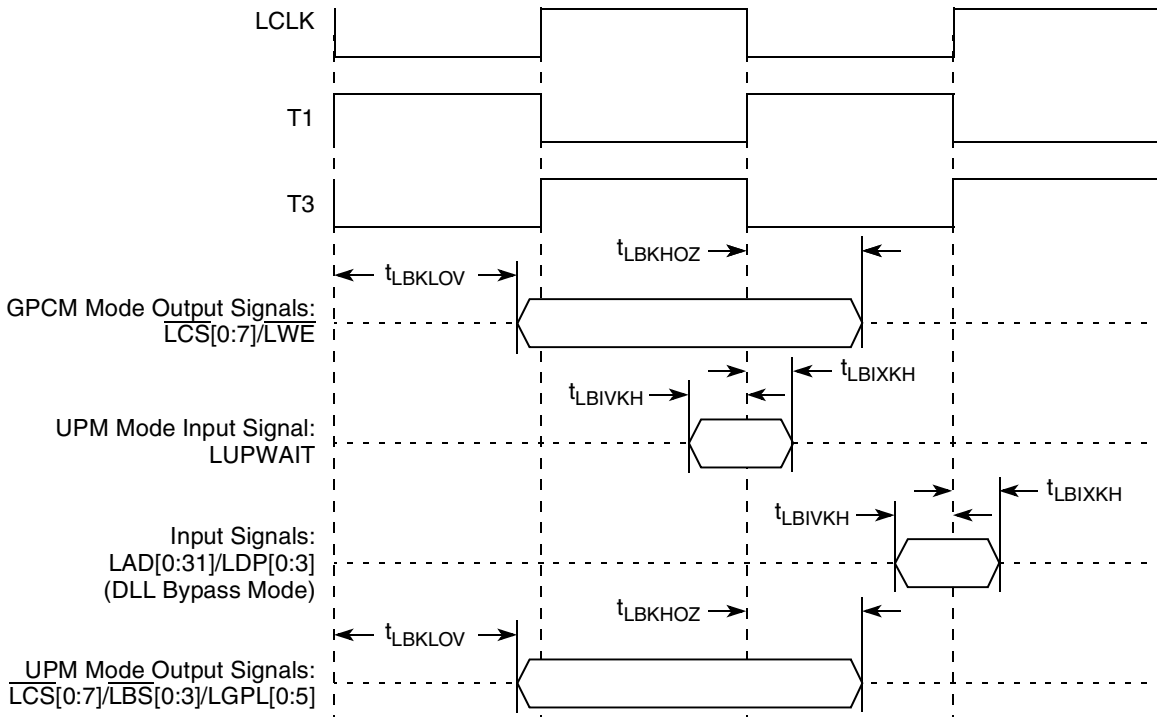 LCLK
T1
T3
tLBKHOZ
tLBKLOV
GPCM Mode Output Signals:
LCS[0:7]/LWE
tLBIXKH
tLBIVKH
UPM Mode Input Signal:
LUPWAIT
tLBIXKH
tLBIVKH
Input Signals:
LAD[0:31]/LDP[0:3]
(DLL Bypass Mode)
tLBKHOZ
tLBKLOV
UPM Mode Output Signals:
LCS[0:7]/LBS[0:3]/LGPL[0:5]